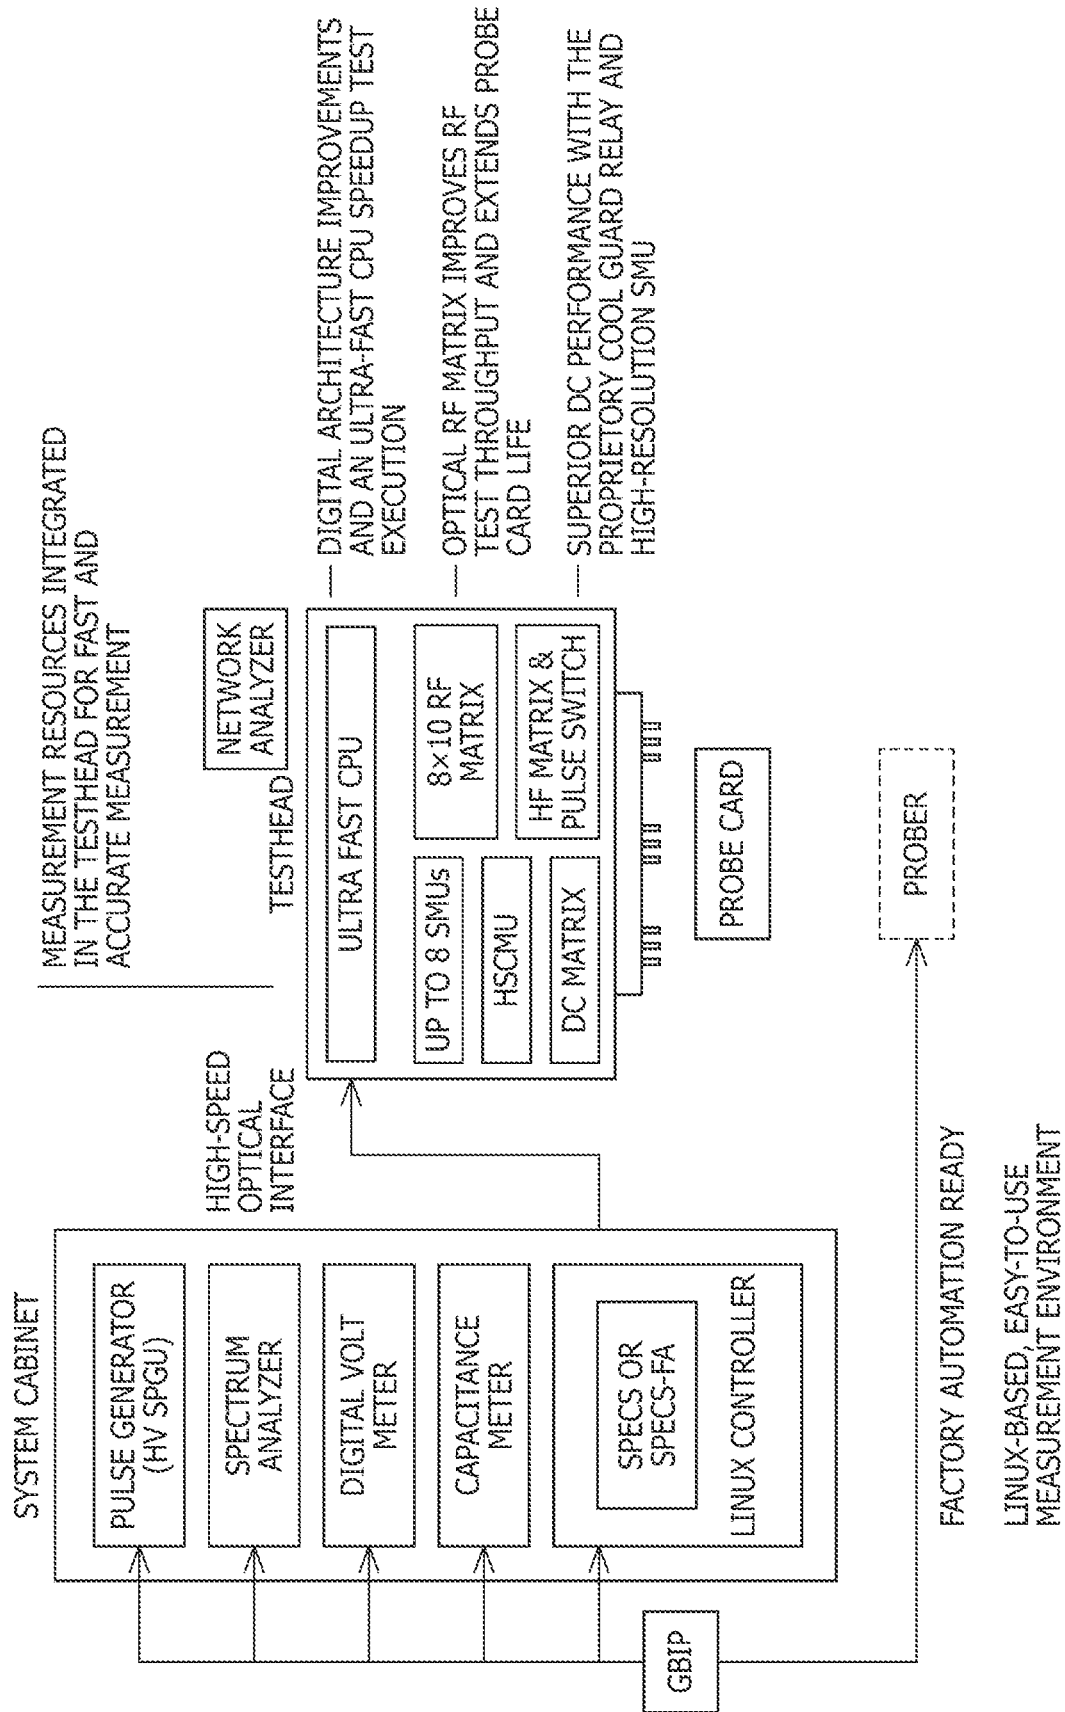 MEASUREMENT RESOURCES INTEGRATED
IN THE TESTHEAD FOR FAST AND
ACCURATE MEASUREMENT
SYSTEM CABINET
PULSE GENERATOR
(HV SPGU)
SPECTRUM
ANALYZER
DIGITAL VOLT
METER
CAPACITANCE
METER
SPECS OR
SPECS-FA
LINUX CONTROLLER
GBIP
HIGH-SPEED
OPTICAL
INTERFACE
TESTHEAD
NETWORK
ANALYZER
ULTRA FAST CPU
UP TO 8 SMUs
HSCMU
DC MATRIX
8×10 RF
MATRIX
HF MATRIX &
PULSE SWITCH
PROBE CARD
PROBER
DIGITAL ARCHITECTURE IMPROVEMENTS
AND AN ULTRA-FAST CPU SPEEDUP TEST
EXECUTION
OPTICAL RF MATRIX IMPROVES RF
TEST THROUGHPUT AND EXTENDS PROBE
CARD LIFE
SUPERIOR DC PERFORMANCE WITH THE
PROPRIETORY COOL GUARD RELAY AND
HIGH-RESOLUTION SMU
FACTORY AUTOMATION READY
LINUX-BASED, EASY-TO-USE
MEASUREMENT ENVIRONMENT